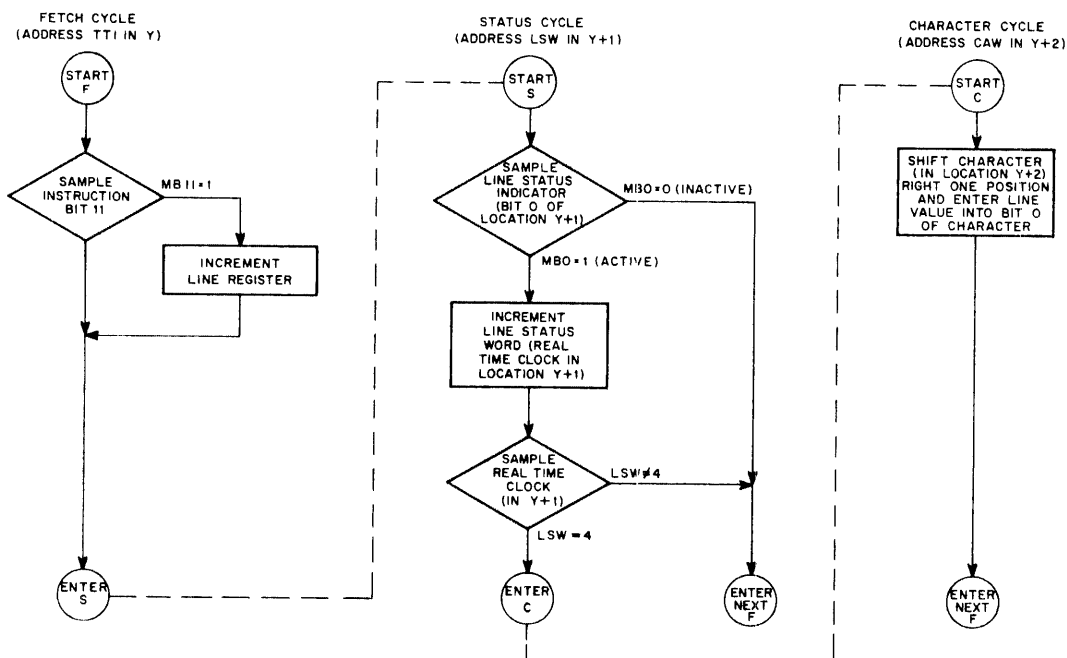 FETCH CYCLE
(ADDRESS TTI IN Y)
START
F
SAMPLE
INSTRUCTION
BIT 11
MB11=1
INCREMENT
LINE REGISTER
ENTER
S
STATUS CYCLE
(ADDRESS LSW IN Y+1)
START
S
SAMPLE
LINE STATUS
INDICATOR
(BIT 0 OF
LOCATION Y+1)
MBO=0 (INACTIVE)
MBO=1 (ACTIVE)
INCREMENT
LINE STATUS
WORD (REAL
TIME CLOCK IN
LOCATION Y+1)
SAMPLE
REAL TIME
CLOCK
(IN Y+1)
LSW≠4
LSW=4
ENTER
C
ENTER
NEXT
F
CHARACTER CYCLE
(ADDRESS CAW IN Y+2)
START
C
SHIFT CHARACTER
(IN LOCATION Y+2)
RIGHT ONE POSITION
AND ENTER LINE
VALUE INTO BIT 0
OF CHARACTER
ENTER
NEXT
F